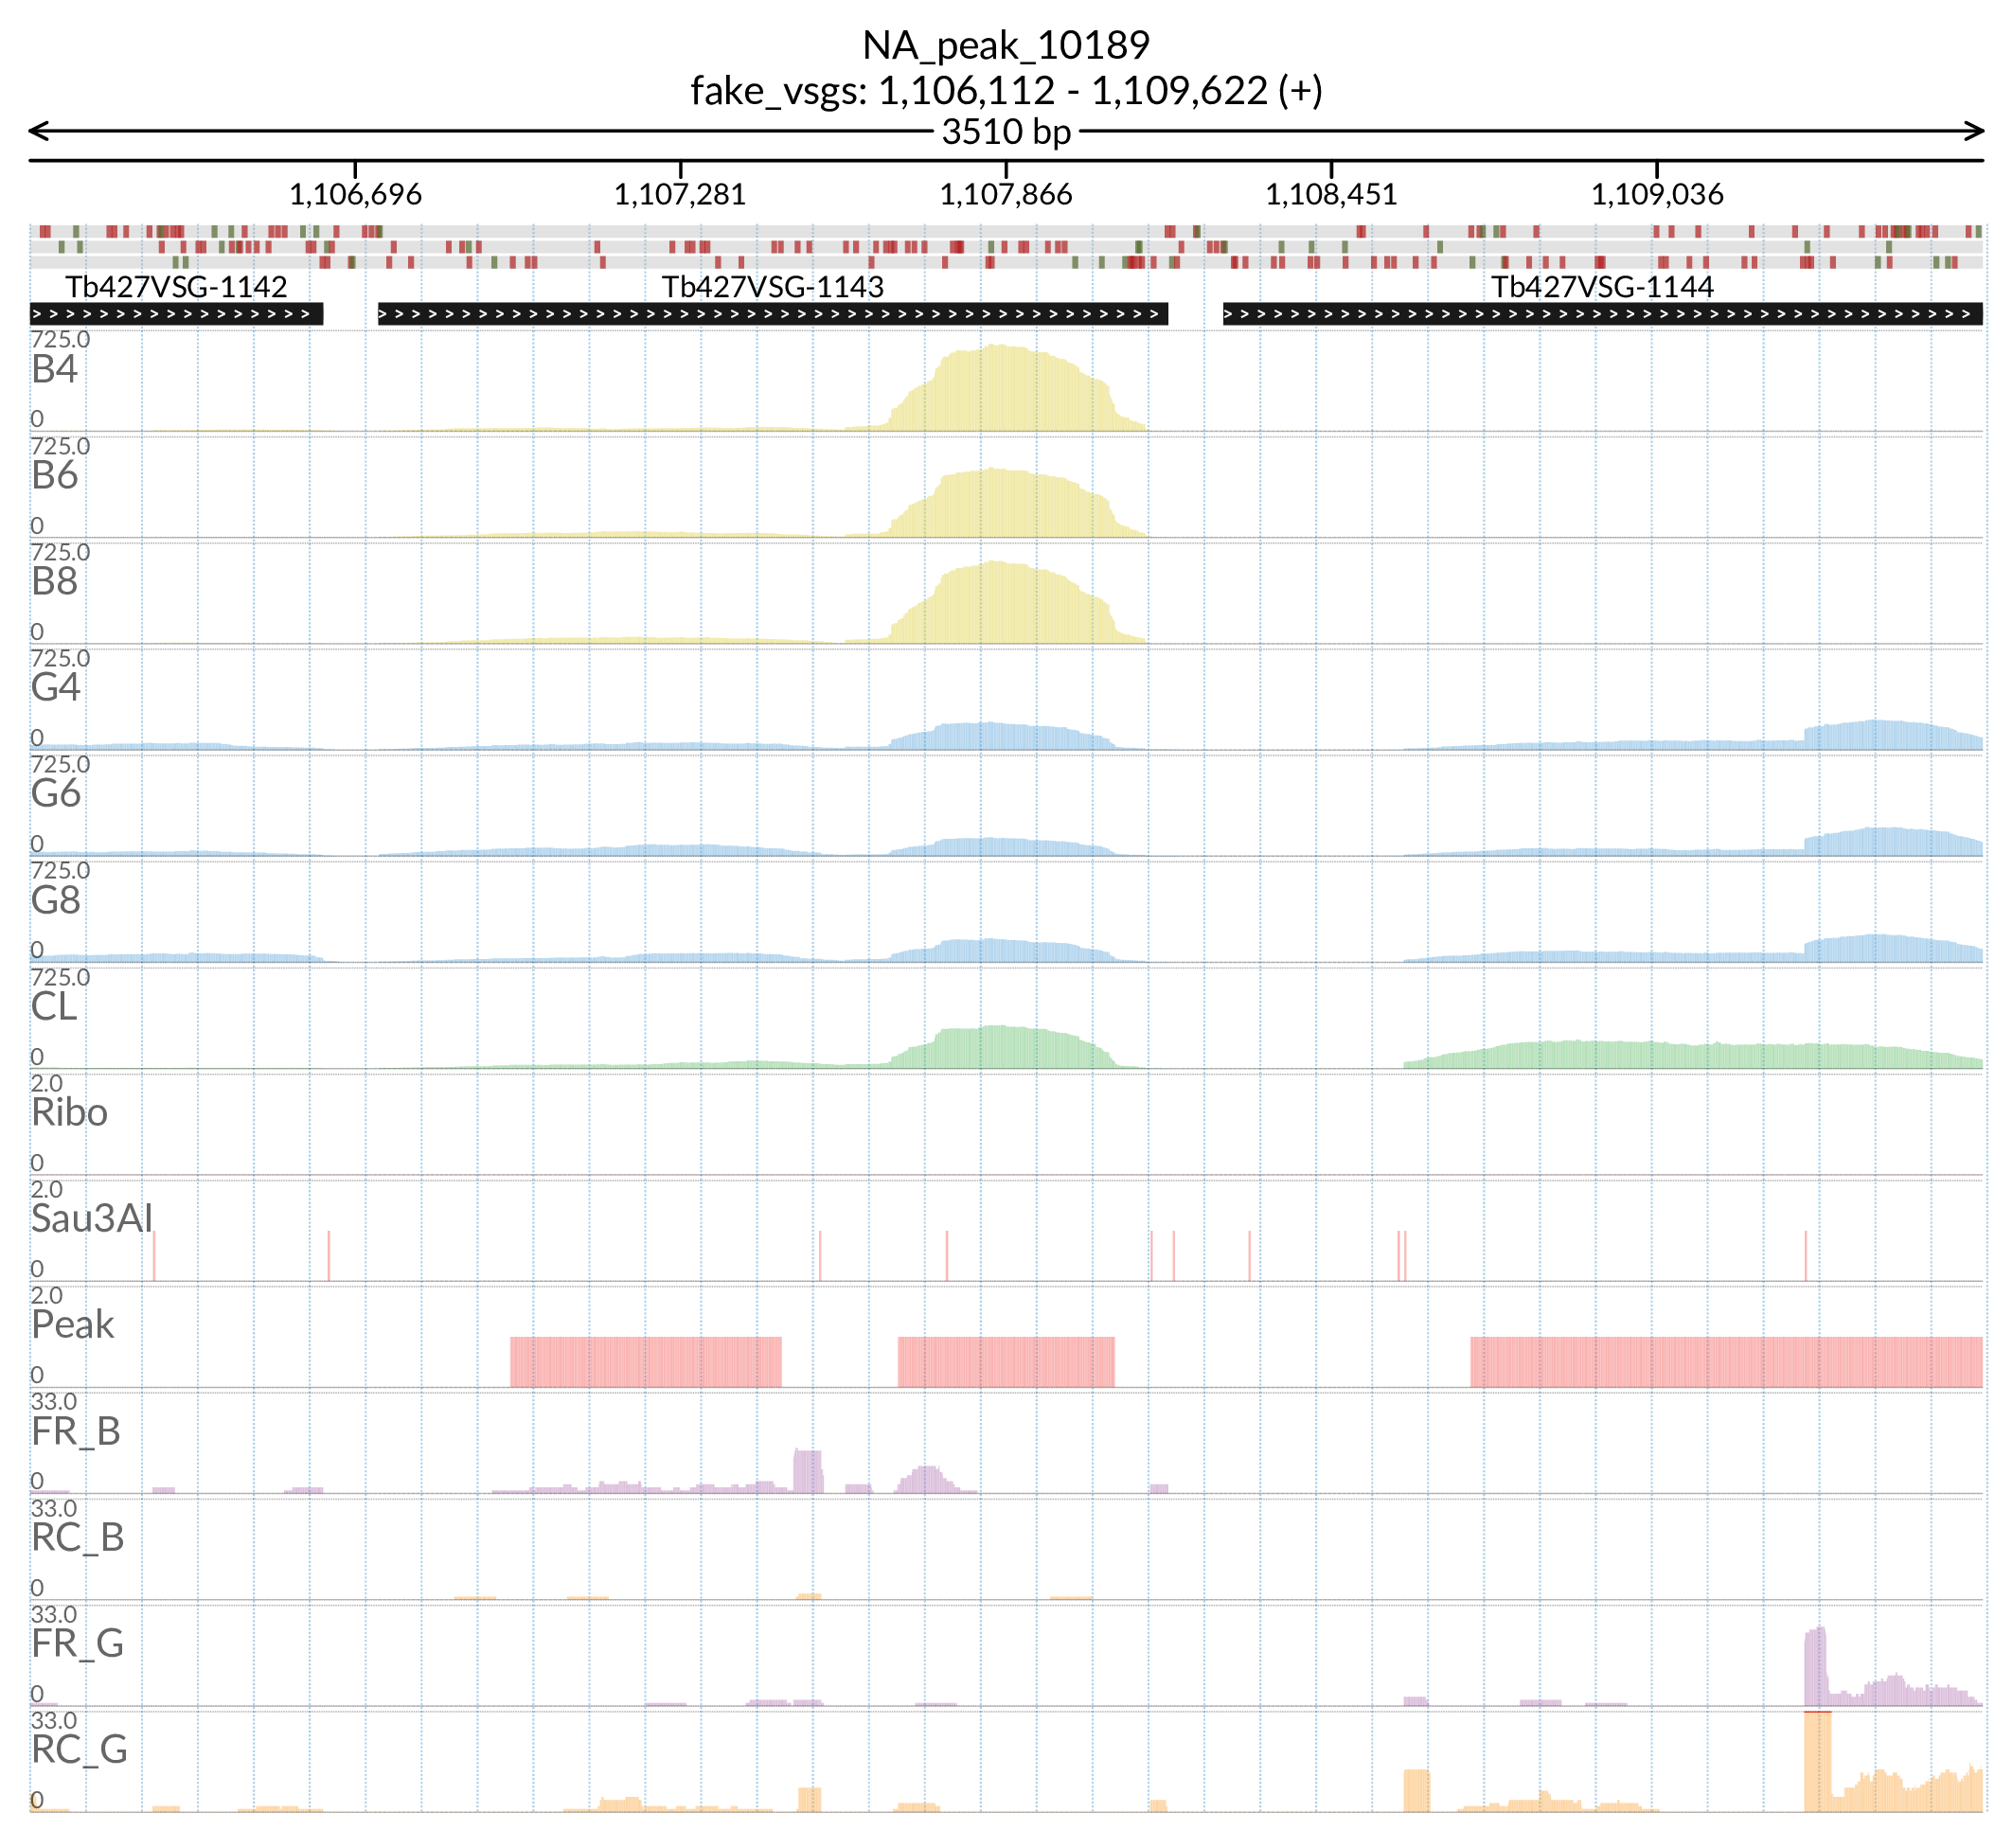 NA_peak_10189
fake_vsgs: 1,106,112 - 1,109,622 (+)
3510 bp
1,106,696 1,107,281 1,107,866 1,108,451 1,109,036
Tb427VSG-1142 Tb427VSG-1143 Tb427VSG-1144
725.0
B4
0
725.0
B6
0
725.0
B8
0
725.0
G4
0
725.0
G6
0
725.0
G8
0
725.0
CL
0
2.0
Ribo
0
2.0
Sau3AI
0
2.0
Peak
0
33.0
FR_B
0
33.0
RC_B
0
33.0
FR_G
0
33.0
RC_G
0